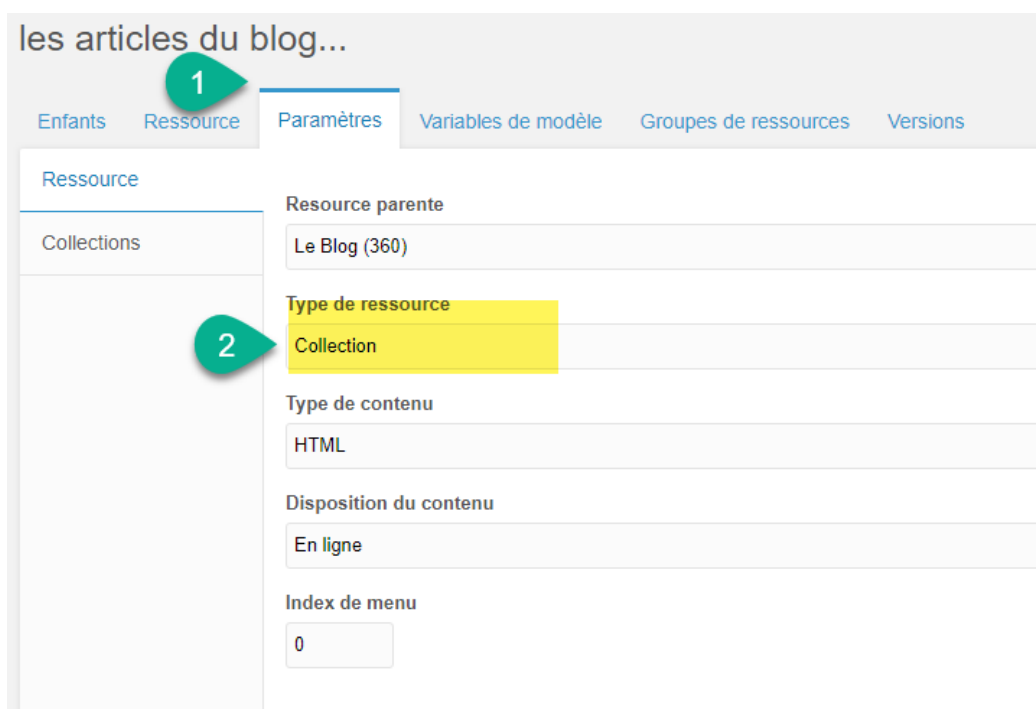 les articles du blog...
1
Enfants Ressource Paramètres Variables de modèle Groupes de ressources Versions
Ressource
Collections
Resource parente
Le Blog (360)
Type de ressource
2
Collection
Type de contenu
HTML
Disposition du contenu
En ligne
Index de menu
0